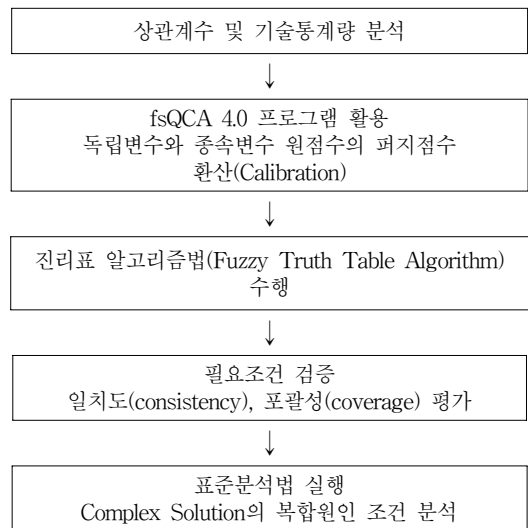 상관계수 및 기술통계량 분석
↓
fsQCA 4.0 프로그램 활용
독립변수와 종속변수 원점수의 퍼지점수
환산(Calibration)
↓
진리표 알고리즘법(Fuzzy Truth Table Algorithm)
수행
↓
필요조건 검증
일치도(consistency), 포괄성(coverage) 평가
↓
표준분석법 실행
Complex Solution의 복합원인 조건 분석